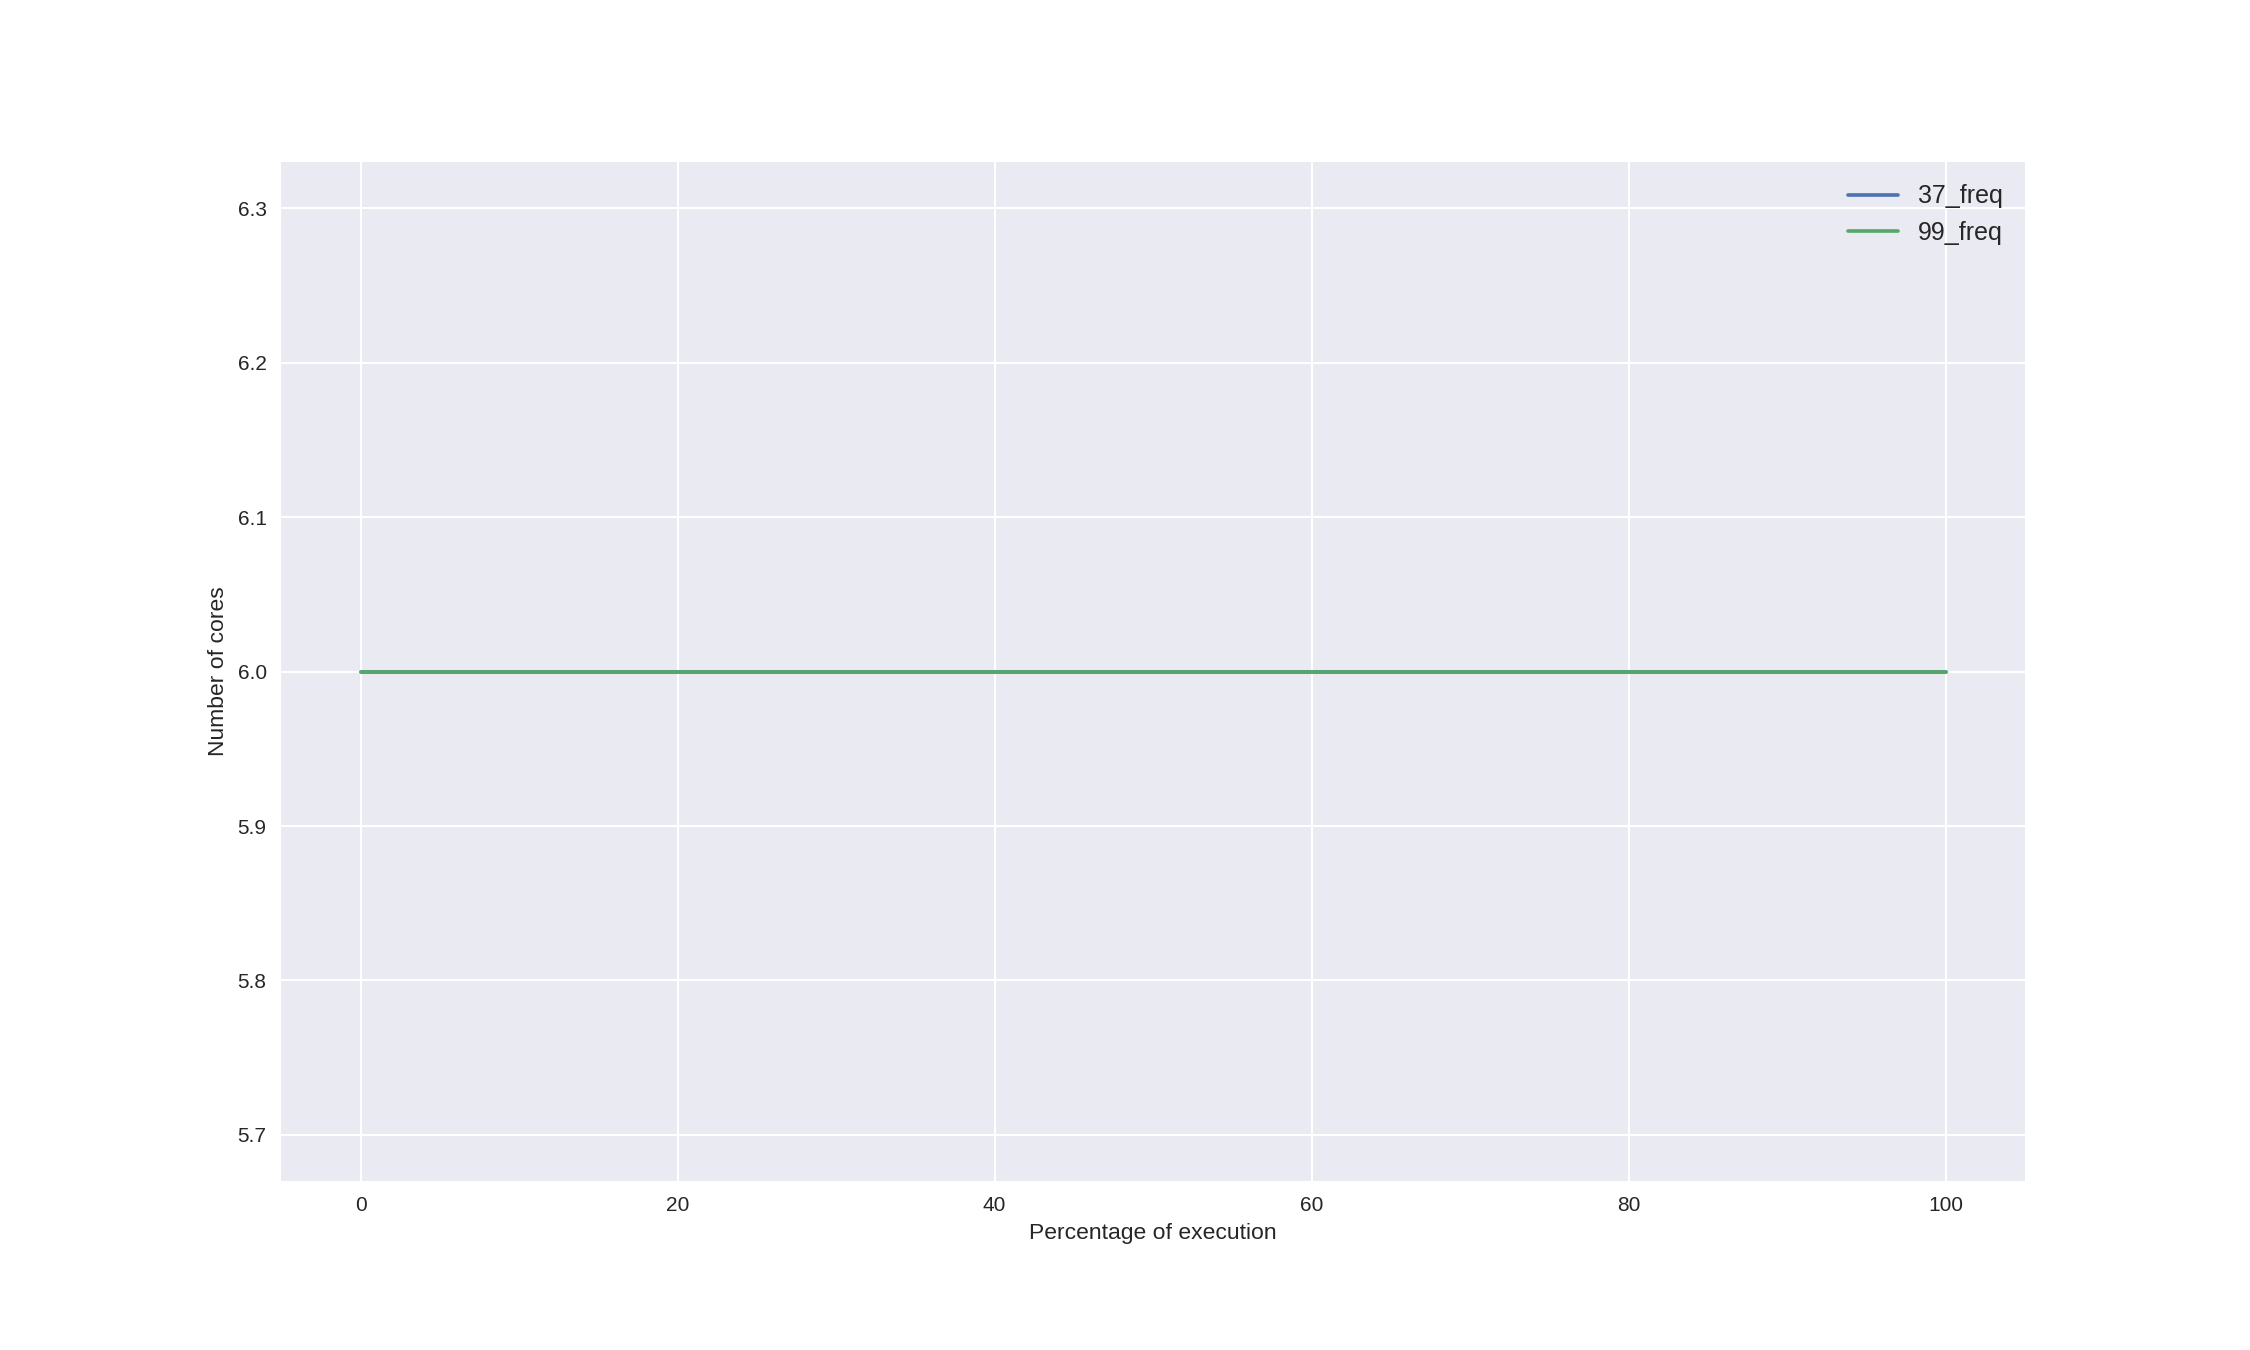 37_freq
99_freq
6.3
6.2
6.1
6.0
5.9
5.8
5.7
Number of cores
0 20 40 60 80 100
Percentage of execution